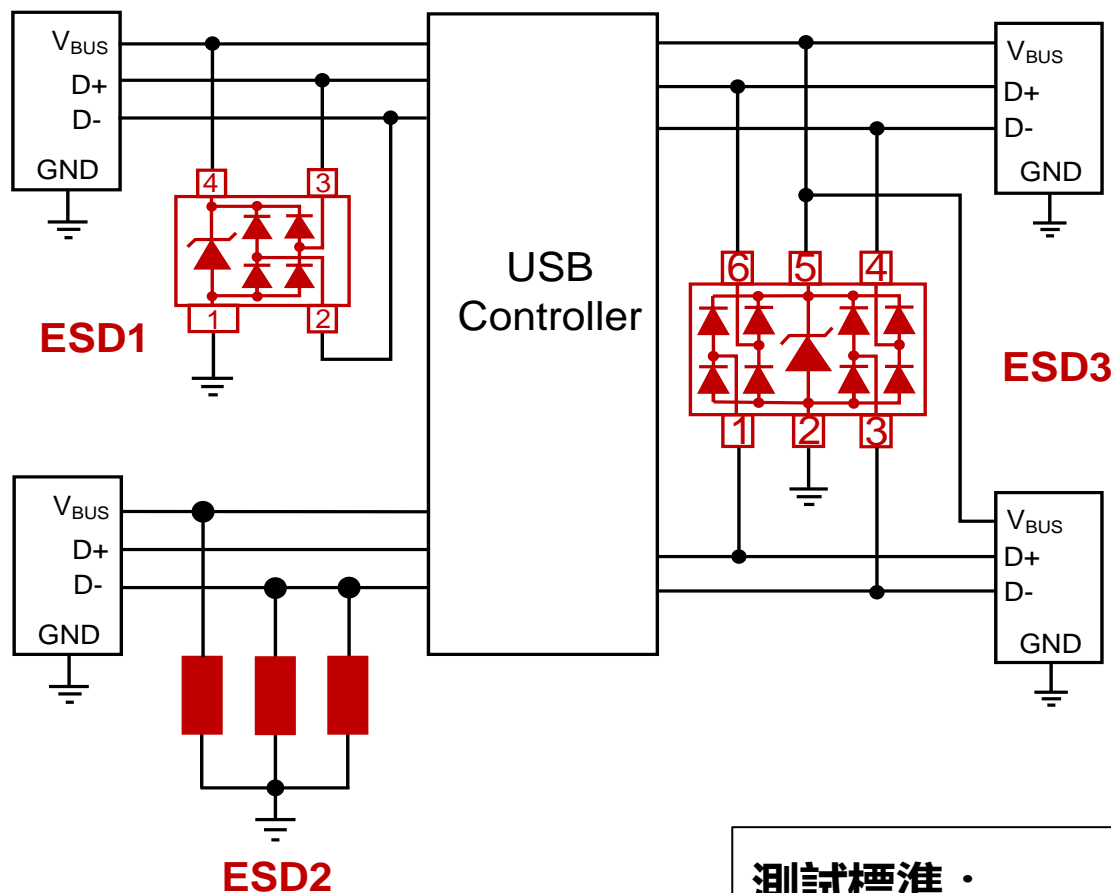 VBUS
D+
D-
GND
4
3
1
2
ESD1
USB
Controller
VBUS
D+
D-
GND
6
5
4
1
2
3
ESD3
VBUS
D+
D-
GND
ESD2
VBUS
D+
D-
GND
測試標準：